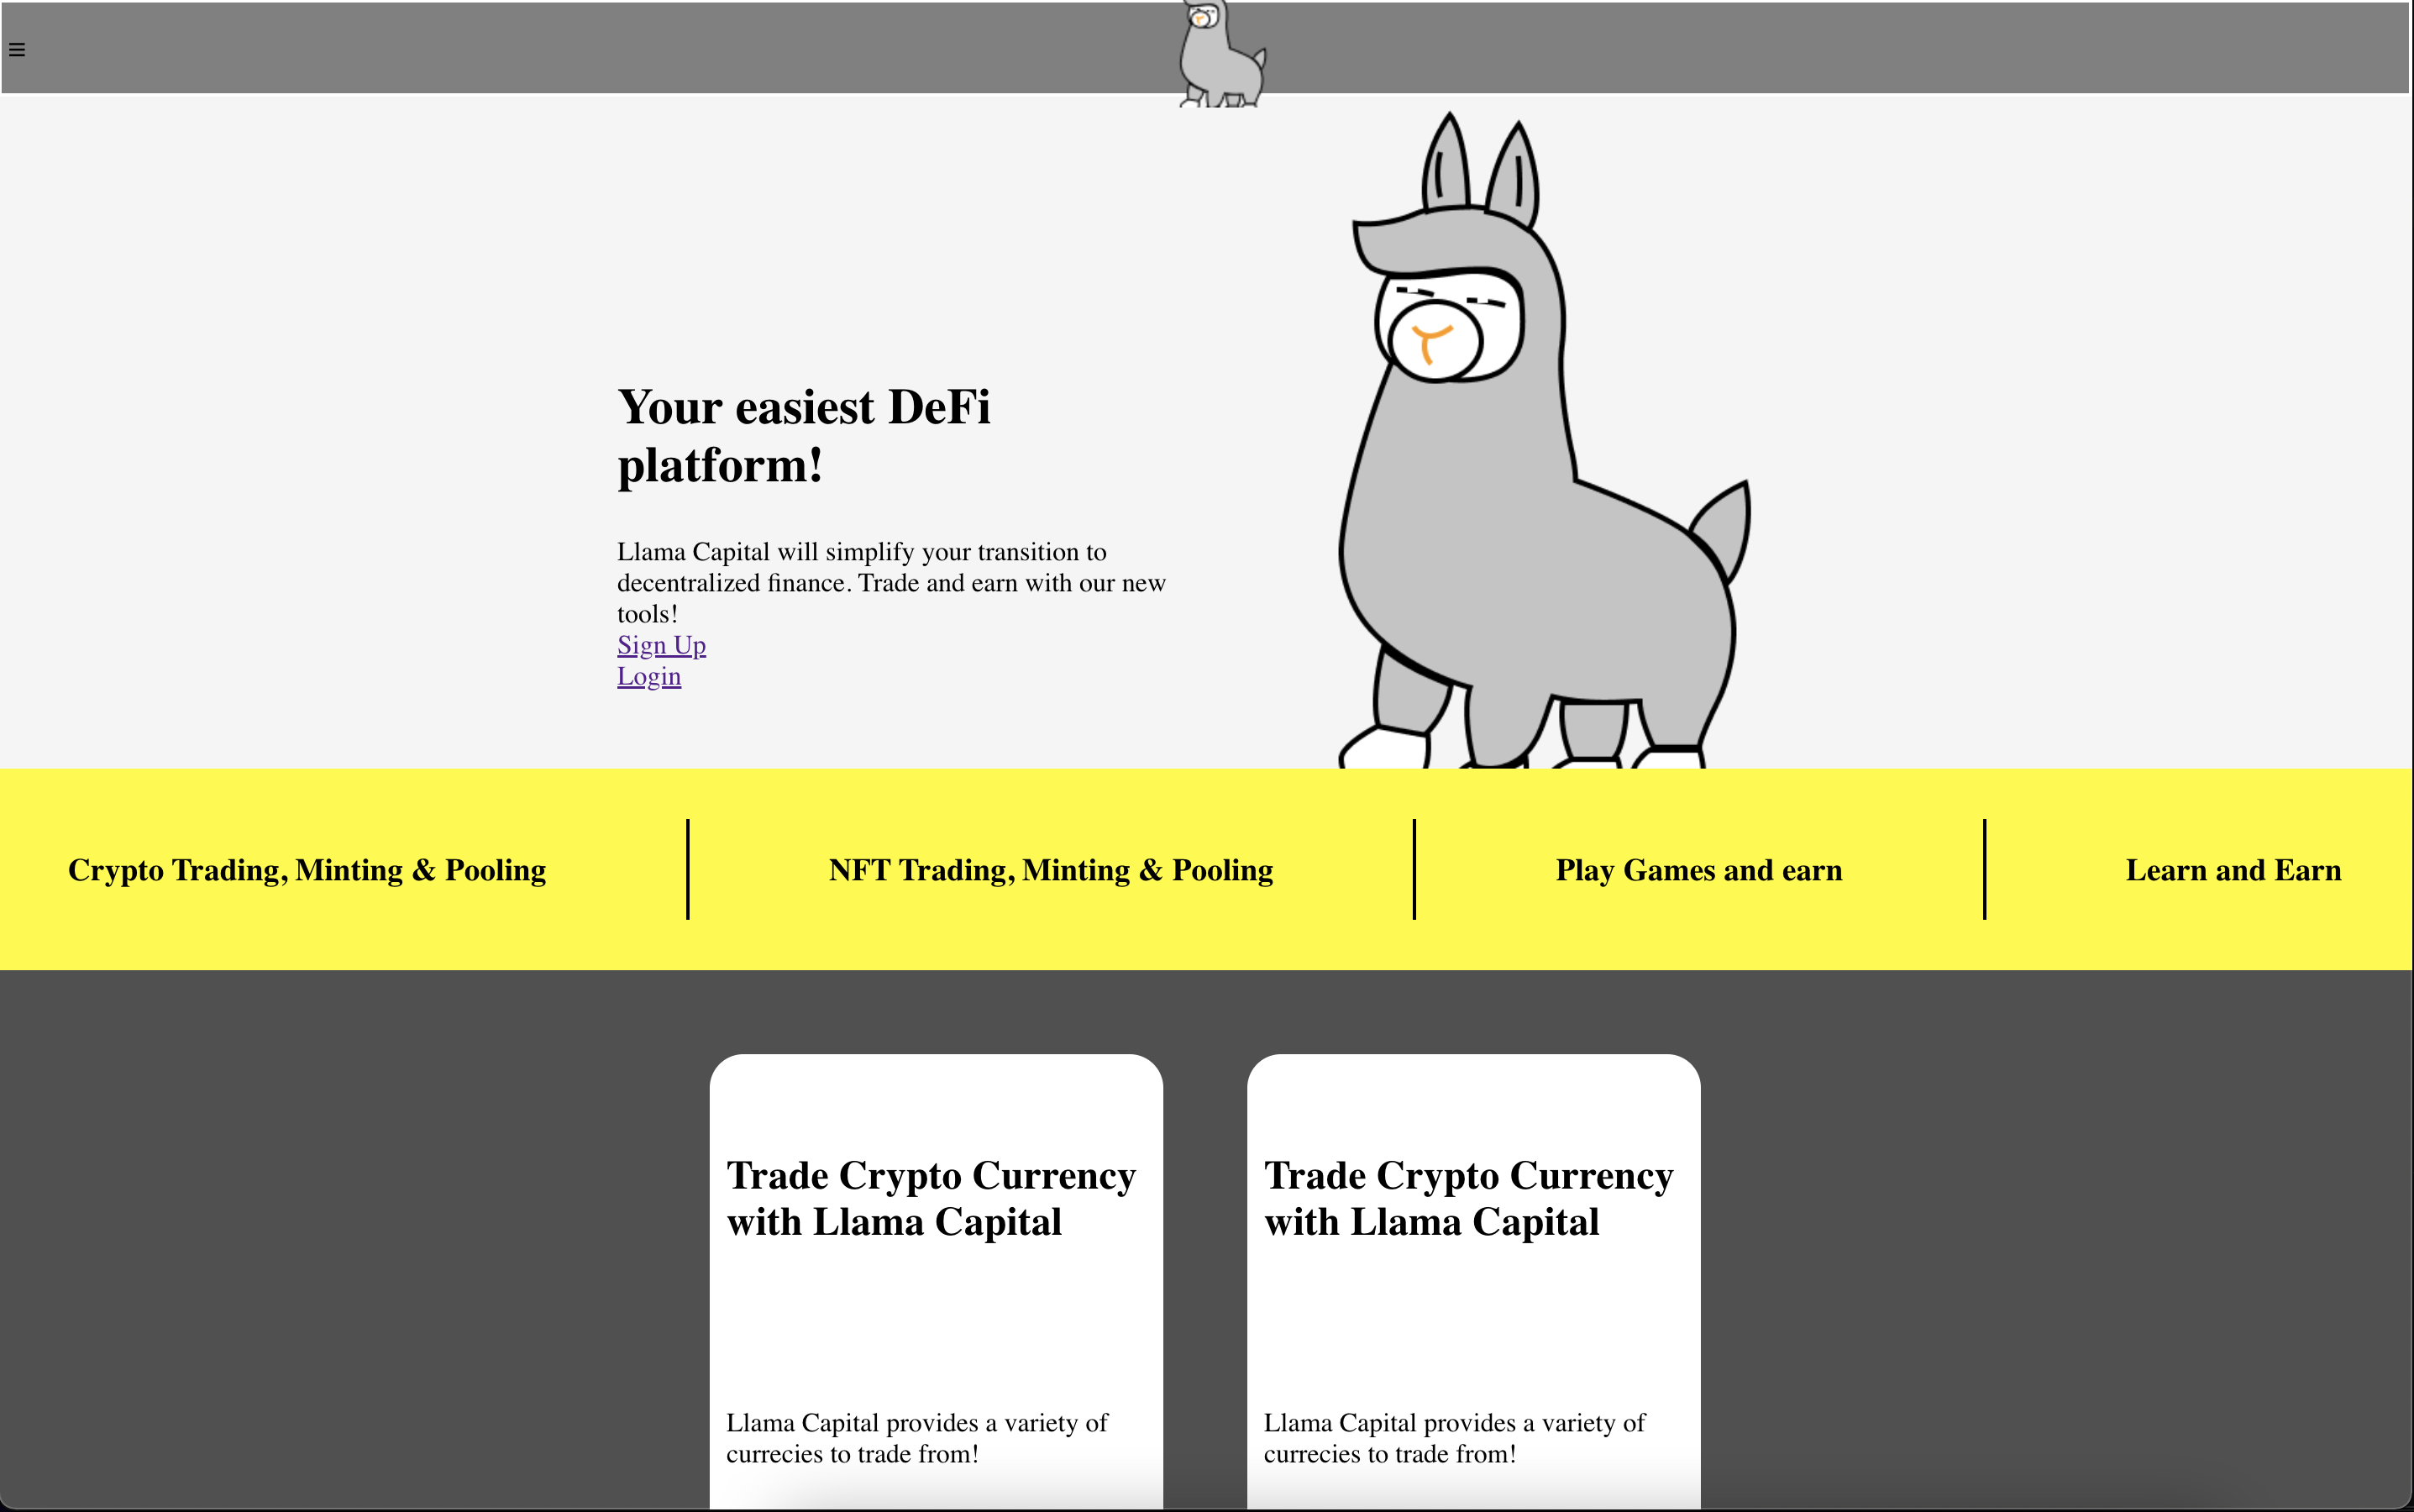 Your easiest DeFi
platform!
Llama Capital will simplify your transition to
decentralized finance. Trade and earn with our new
tools!
Sign Up
Login
Crypto Trading, Minting & Pooling
NFT Trading, Minting & Pooling
Play Games and earn
Learn and Earn
Trade Crypto Currency
with Llama Capital
Llama Capital provides a variety of
currecies to trade from!
Trade Crypto Currency
with Llama Capital
Llama Capital provides a variety of
currecies to trade from!